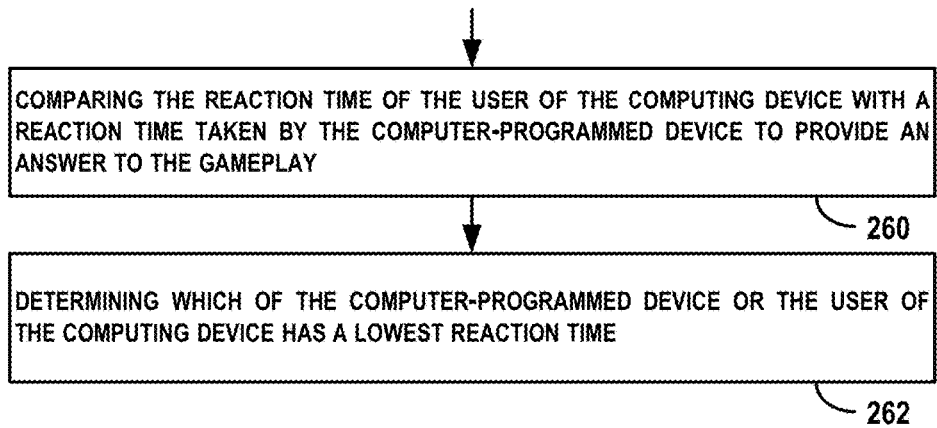 COMPARING THE REACTION TIME OF THE USER OF THE COMPUTING DEVICE WITH A
REACTION TIME TAKEN BY THE COMPUTER-PROGRAMMED DEVICE TO PROVIDE AN
ANSWER TO THE GAMEPLAY
260
DETERMINING WHICH OF THE COMPUTER-PROGRAMMED DEVICE OR THE USER OF
THE COMPUTING DEVICE HAS A LOWEST REACTION TIME
262